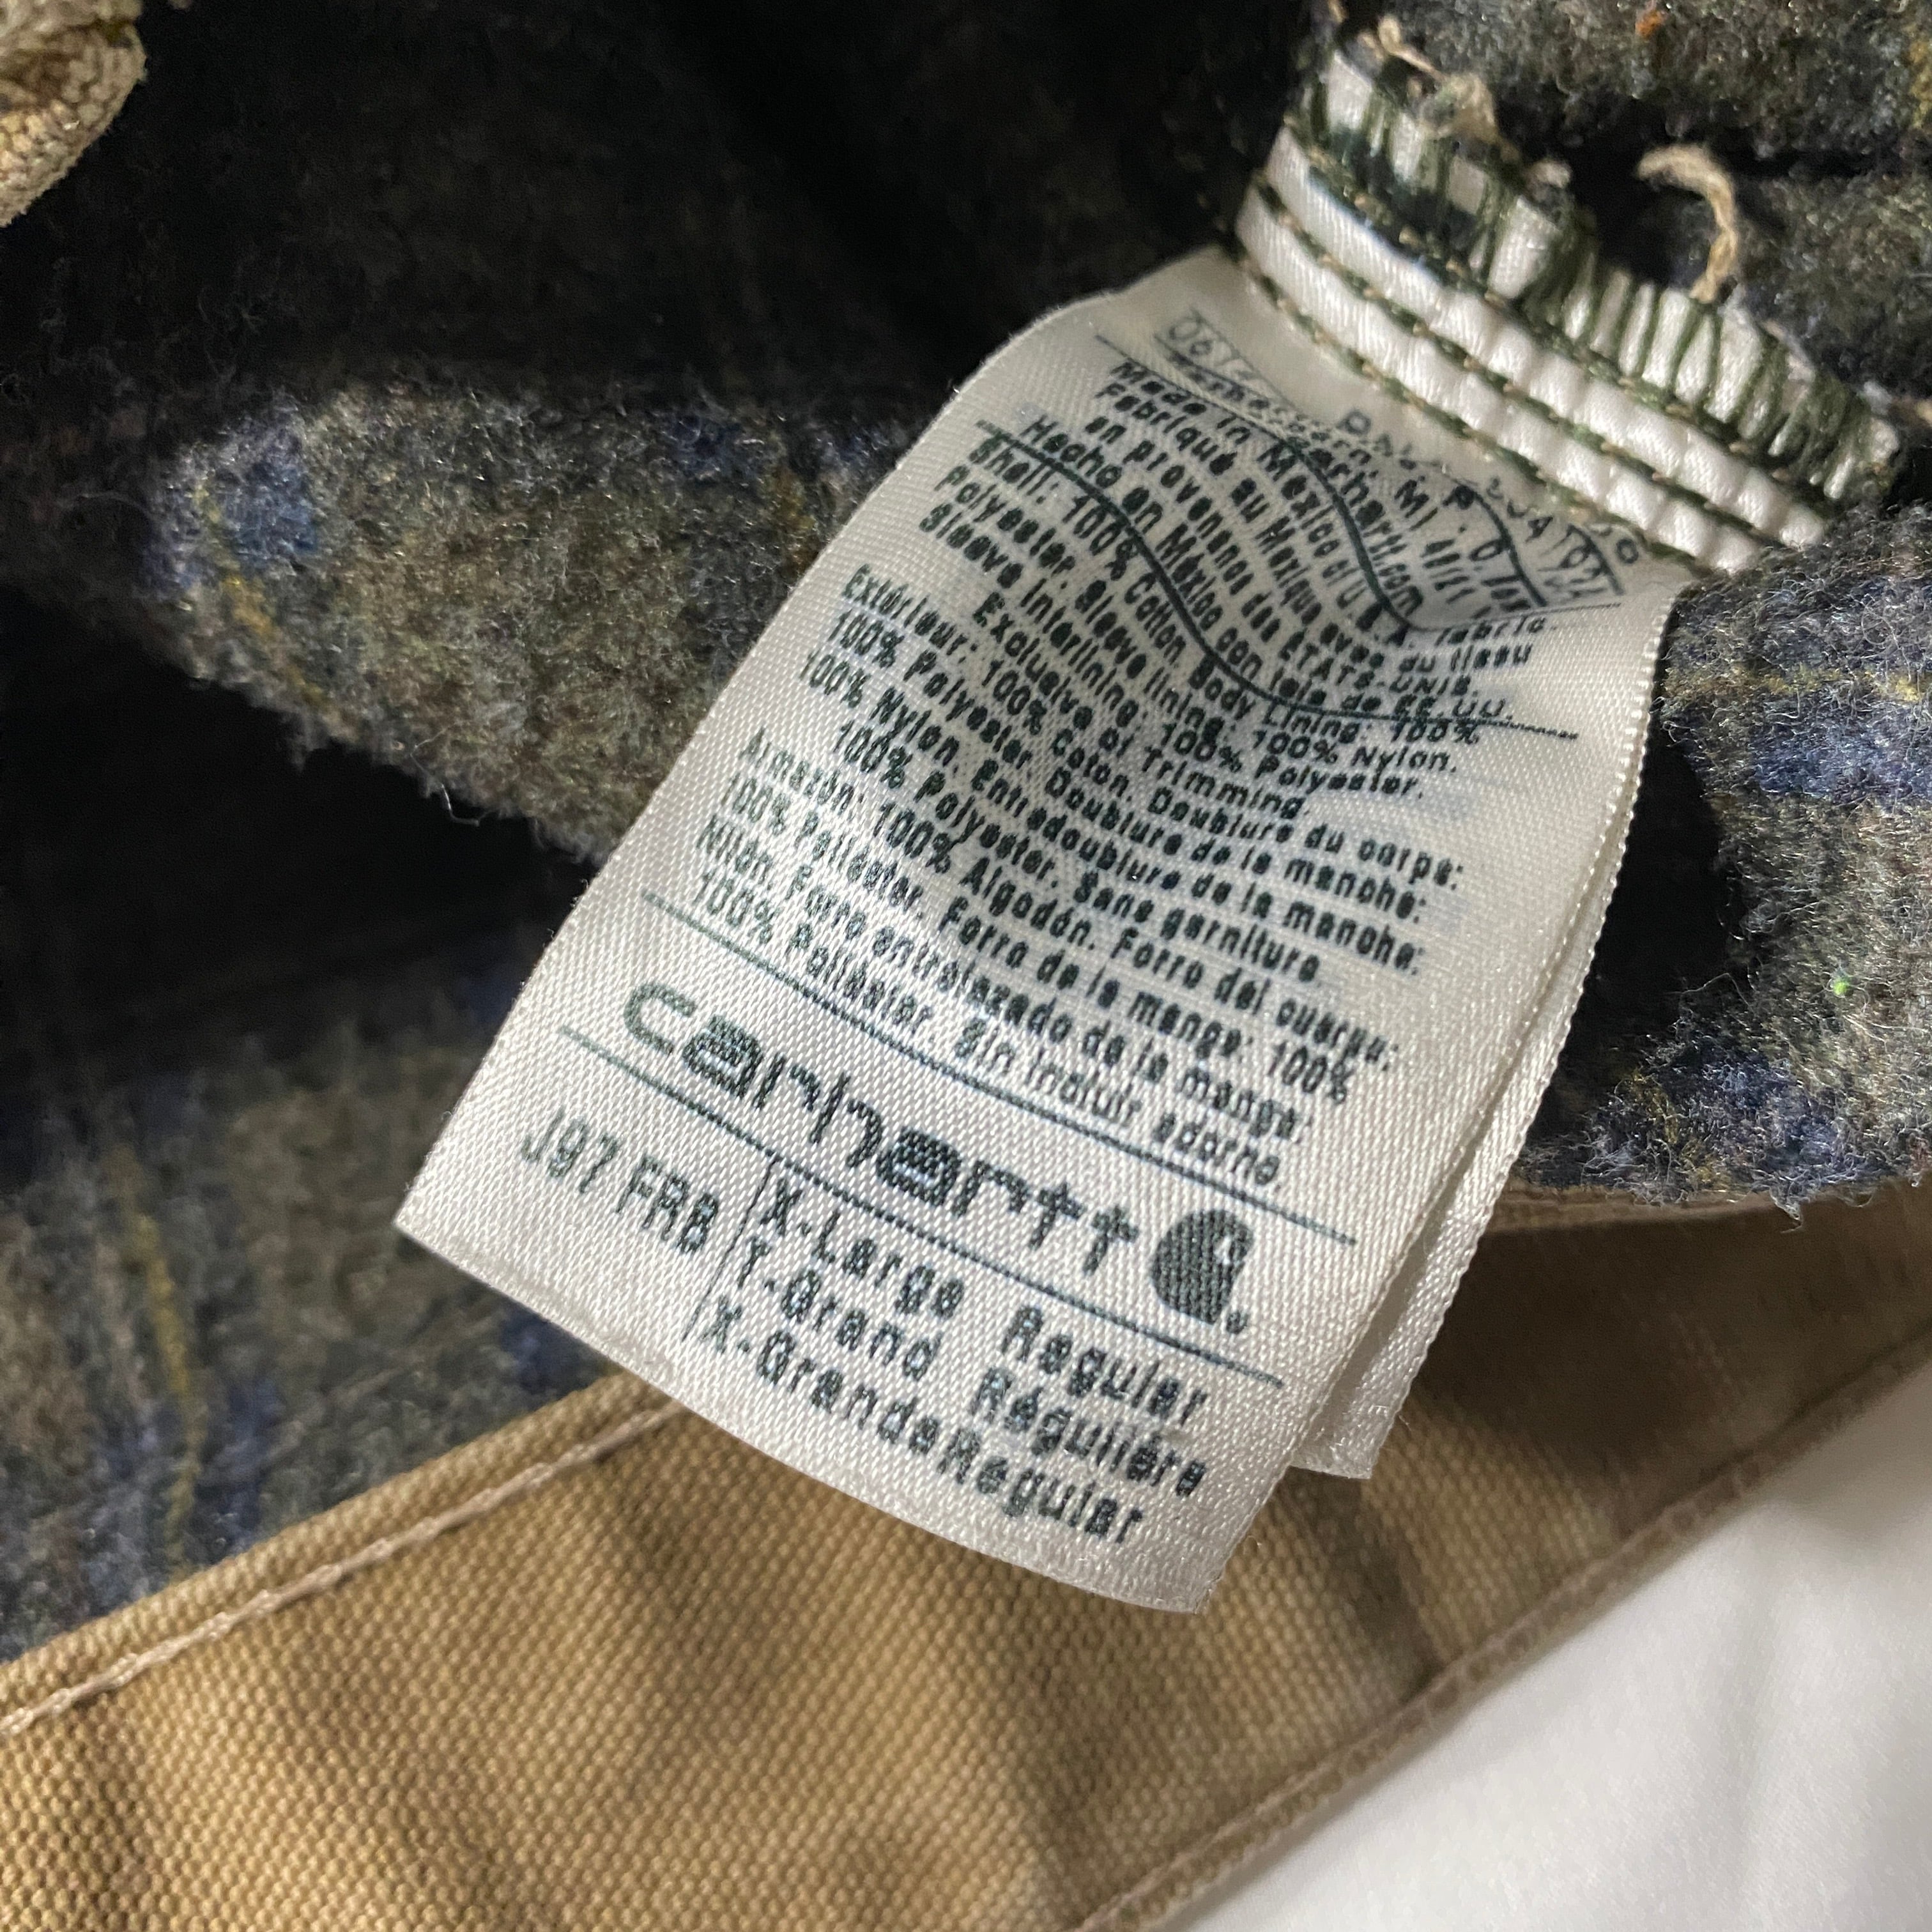 Made in Mexico of U.S.A. fabric
Fabriqué au Mexique avec du tissu
en provenance des ÉTATS-UNIS.
Hecho en México con tela de EE.UU.
Shell: 100% Cotton. Body Lining: 100%
Polyester. Sleeve lining: 100% Nylon.
Sleeve Interlining: 100% Polyester.
Exclusive of Trimming.
Extérieur: 100% Coton. Doublure du corps:
100% Polyester. Doublure de la manche:
100% Nylon. Entredoublure de la manche:
100% Polyester. Sans garniture.
Armazón: 100% Algodón. Forro del cuerpo:
100% Poliéster. Forro de la manga: 100%
Nilon. Forro entrelazado de la manga:
100% Poliéster. Sin incluir adorno.
carhartt
J97 FRB
X-Large Regular
T-Grand Régulière
X-Grande Regular